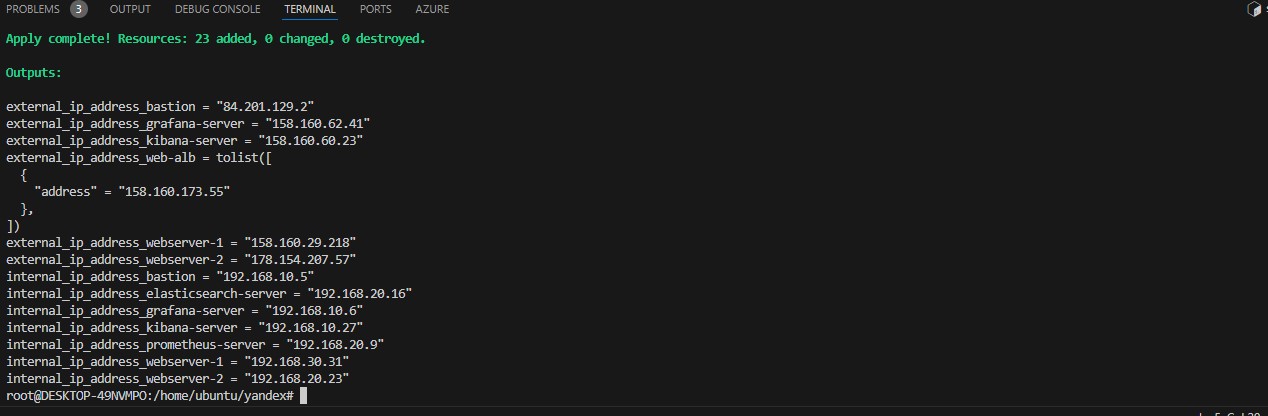 PROBLEMS 3 OUTPUT DEBUG CONSOLE TERMINAL PORTS AZURE
Apply complete! Resources: 23 added, 0 changed, 0 destroyed.
Outputs:
external_ip_address_bastion = "84.201.129.2"
external_ip_address_grafana-server = "158.160.62.41"
external_ip_address_kibana-server = "158.160.60.23"
external_ip_address_web-alb = tolist([
  {
    "address" = "158.160.173.55"
  },
])
external_ip_address_webserver-1 = "158.160.29.218"
external_ip_address_webserver-2 = "178.154.207.57"
internal_ip_address_bastion = "192.168.10.5"
internal_ip_address_elasticsearch-server = "192.168.20.16"
internal_ip_address_grafana-server = "192.168.10.6"
internal_ip_address_kibana-server = "192.168.10.27"
internal_ip_address_prometheus-server = "192.168.20.9"
internal_ip_address_webserver-1 = "192.168.30.31"
internal_ip_address_webserver-2 = "192.168.20.23"
root@DESKTOP-49NVMPO:/home/ubuntu/yandex#